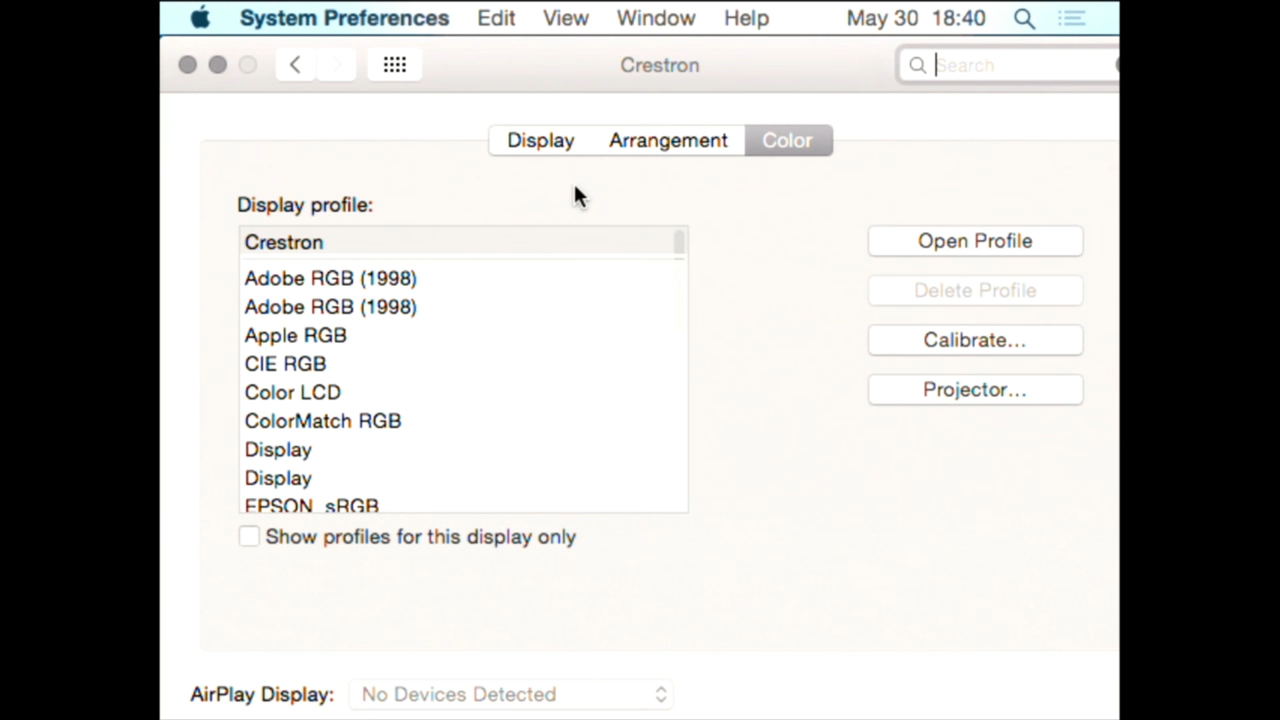 System Preferences Edit View Window Help May 30 18:40
Crestron
Search
Display Arrangement Color
Display profile:
Crestron
Adobe RGB (1998)
Adobe RGB (1998)
Apple RGB
CIE RGB
Color LCD
ColorMatch RGB
Display
Display
EPSON sRGB
Show profiles for this display only
Open Profile
Delete Profile
Calibrate...
Projector...
AirPlay Display: No Devices Detected